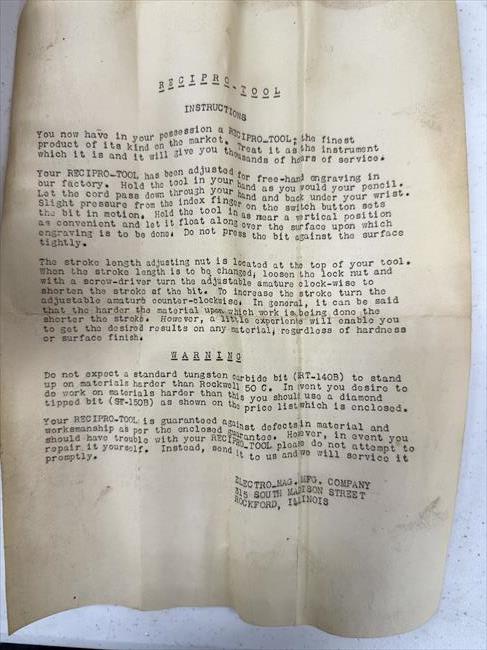 RECIPRO-TOOL
INSTRUCTIONS
You now have in your possession a RECIPRO-TOOL; the finest
product of its kind on the market. Treat it as the instrument
which it is and it will give you thousands of hours of service.
Your RECIPRO-TOOL has been adjusted for free-hand engraving in
our factory. Hold the tool in your hand as you would your pencil.
Let the cord pass down through your hand and back under your wrist.
Slight pressure from the index finger on the switch button sets
the bit in motion. Hold the tool in as near a vertical position
as convenient and let it float along over the surface upon which
engraving is to be done. Do not press the bit against the surface
tightly.
The stroke length adjusting nut is located at the top of your tool.
When the stroke length is to be changed, loosen the lock nut and
with a screw-driver turn the adjustable amature clock-wise to
shorten the stroke of the bit. To increase the stroke turn the
adjustable amature counter-clockwise. In general, it can be said
that the harder the material upon which work is being done the
shorter the stroke. However, a little experience will enable you
to get the desired results on any material, regardless of hardness
or surface finish.
WARNING
Do not expect a standard tungsten carbide bit (RT-140B) to stand
up on materials harder than Rockwell 50 C. In event you desire to
do work on materials harder than this you should use a diamond
tipped bit (RT-150B) as shown on the price list which is enclosed.
Your RECIPRO-TOOL is guaranteed against defects in material and
worksmanship as per the enclosed guarantee. However, in event you
should have trouble with your RECIPRO-TOOL please do not attempt to
repair it yourself. Instead, send it to us and we will service it
promptly.
ELECTRO-MAG. MFG. COMPANY
315 SOUTH MADISON STREET
ROCKFORD, ILLINOIS